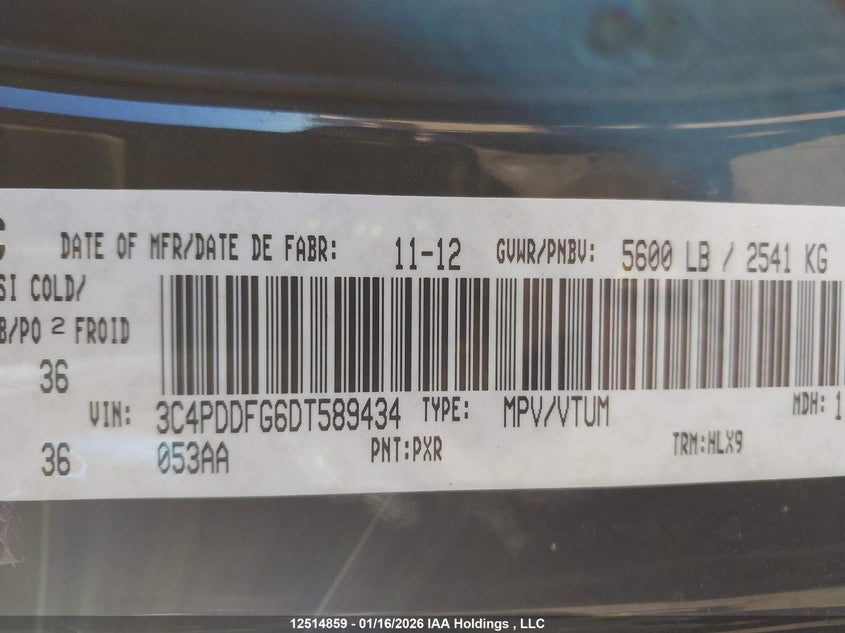 C DATE OF MFR/DATE DE FABR: 11-12 GVWR/PNBV: 5600 LB / 2541 KG
SI COLD/
B/PO 2 FROID
36
VIN: 3C4PDDFG6DT589434 TYPE: MPV/VTUM MDH: 1
36 053AA PNT:PXR TRM:HLX9
12514859 - 01/16/2026 IAA Holdings , LLC